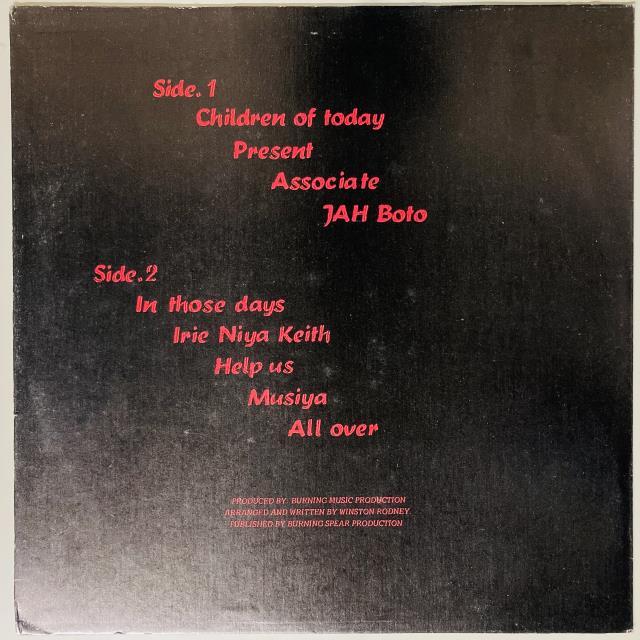 Side. 1
Children of today
Present
Associate
JAH Boto
Side. 2
In those days
Irie Niya Keith
Help us
Musiya
All over
PRODUCED BY: BURNING MUSIC PRODUCTION
ARRANGED AND WRITTEN BY WINSTON RODNEY
PUBLISHED BY BURNING SPEAR PRODUCTION